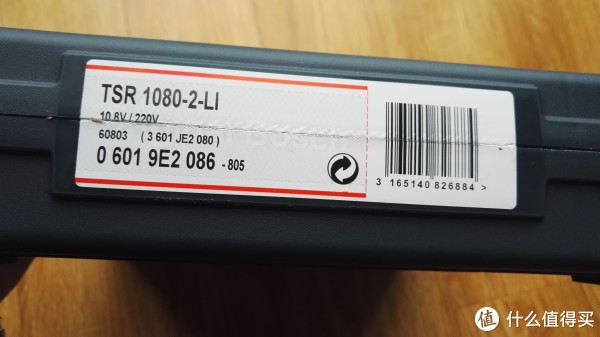 TSR 1080-2-LI
10.8V / 220V
60803 ( 3 601 JE2 080 )
0 601 9E2 086 - 805
3 165140 826884 >
值 什么值得买